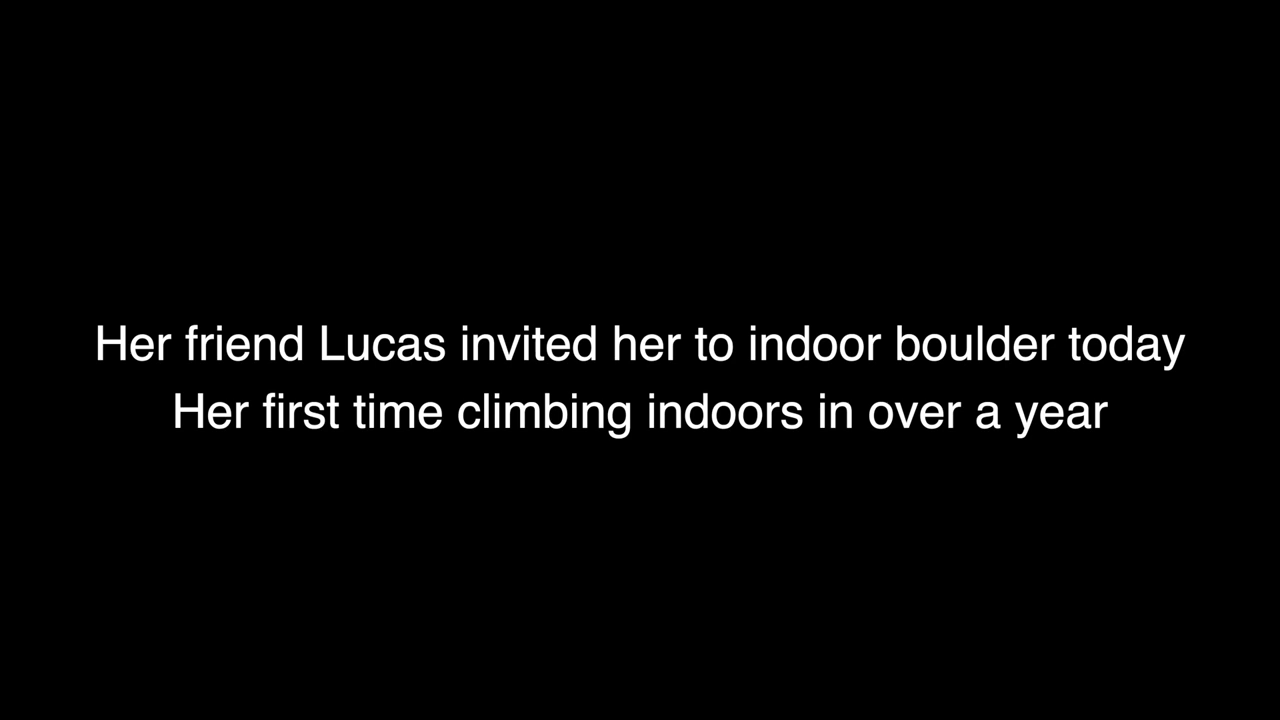 Her friend Lucas invited her to indoor boulder today
Her first time climbing indoors in over a year